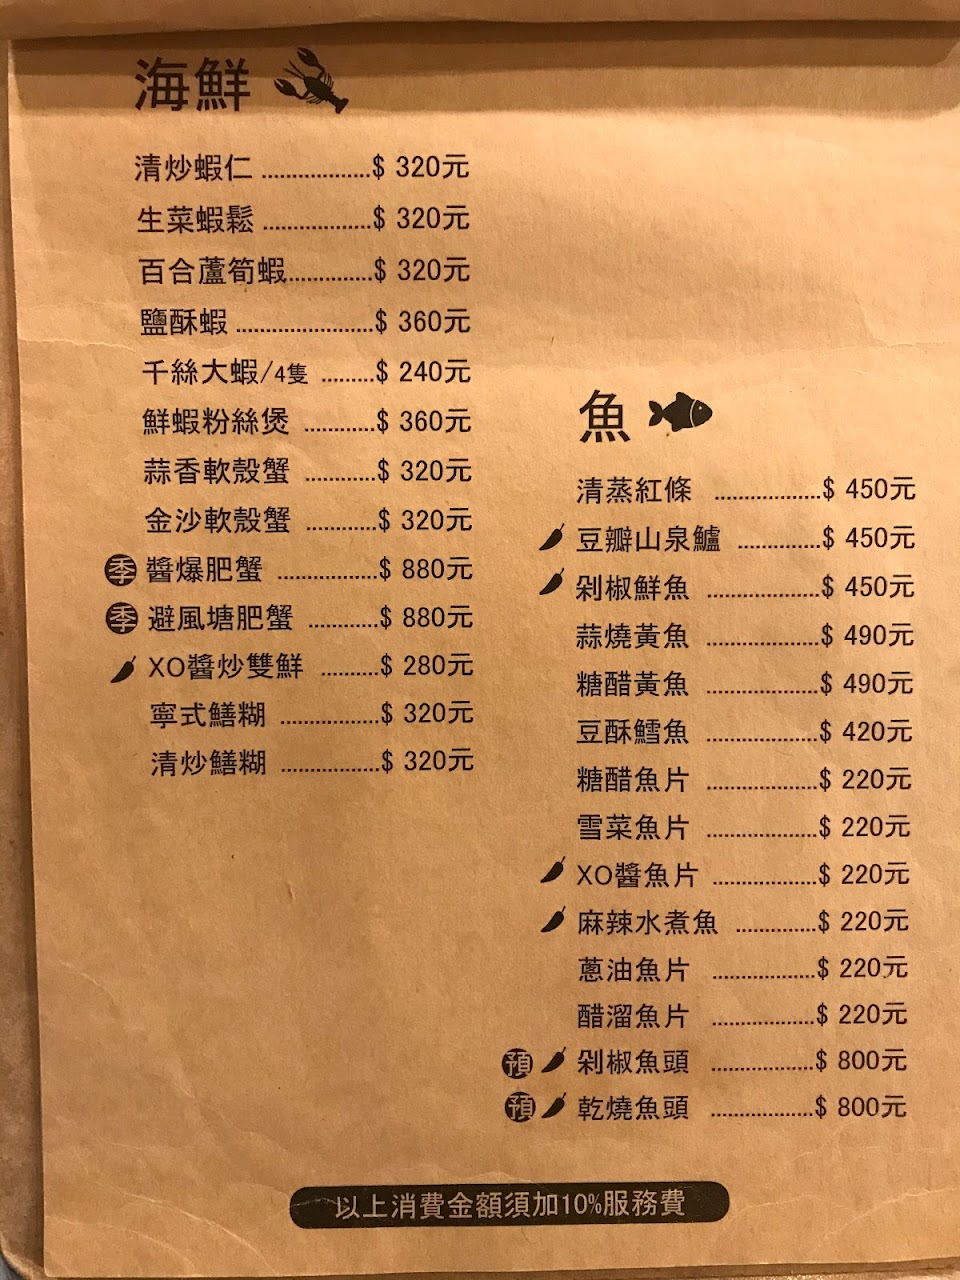 海鮮
清炒蝦仁 ..................$ 320元
生菜蝦鬆 ..................$ 320元
百合蘆筍蝦..............$ 320元
鹽酥蝦 .......................$ 360元
千絲大蝦/4隻 .........$ 240元
鮮蝦粉絲煲 ............$ 360元
蒜香軟殼蟹 ............$ 320元
金沙軟殼蟹 ............$ 320元
季 醬爆肥蟹 .................$ 880元
季 避風塘肥蟹 ............$ 880元
XO醬炒雙鮮 ..........$ 280元
寧式鱔糊 .................$ 320元
清炒鱔糊 .................$ 320元
魚
清蒸紅條 ..................$ 450元
豆瓣山泉鱸 ..............$ 450元
剁椒鮮魚 ...................$ 450元
蒜燒黃魚 ...................$ 490元
糖醋黃魚 ...................$ 490元
豆酥鱈魚 ...................$ 420元
糖醋魚片 ...................$ 220元
雪菜魚片 ...................$ 220元
XO醬魚片 ..................$ 220元
麻辣水煮魚 ..............$ 220元
蔥油魚片 ..................$ 220元
醋溜魚片 ..................$ 220元
預 剁椒魚頭 ..................$ 800元
預 乾燒魚頭 ..................$ 800元
以上消費金額須加10%服務費